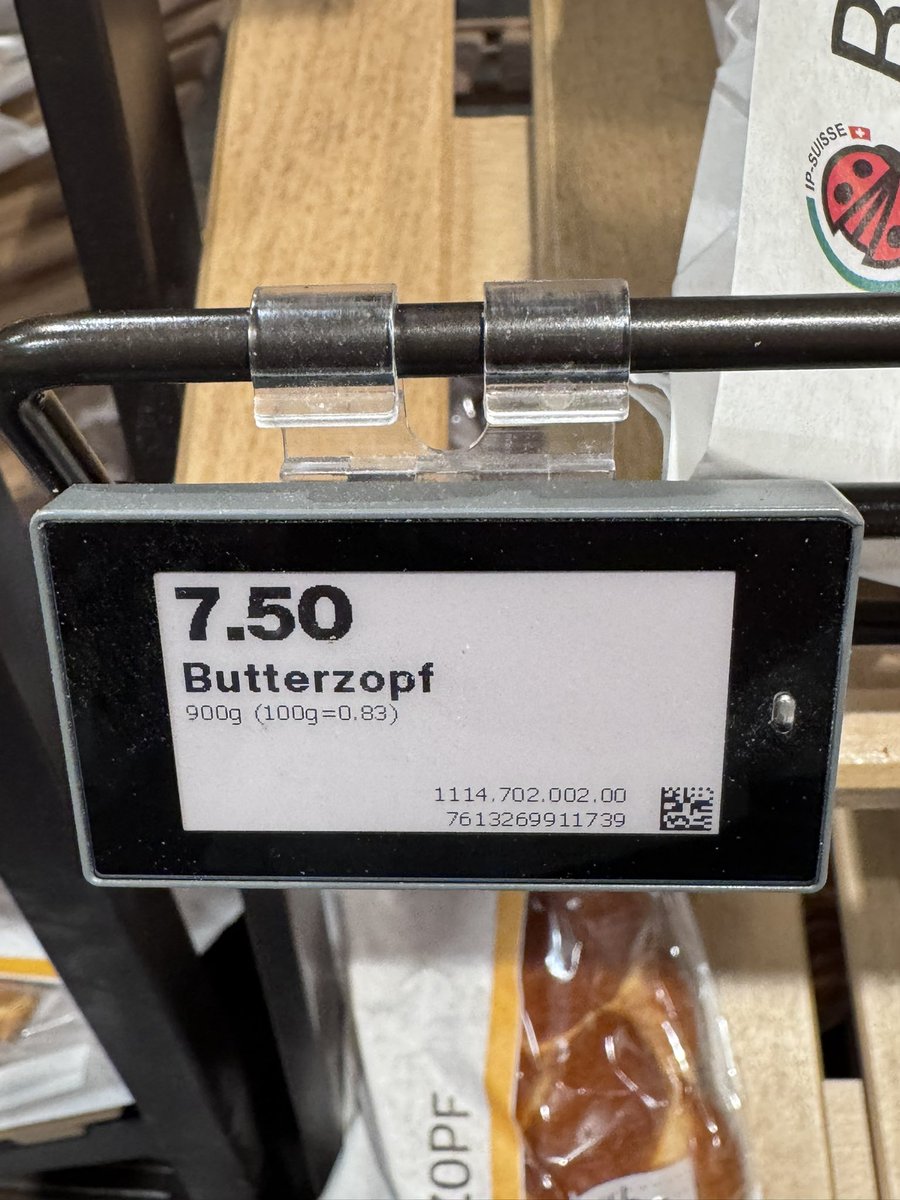 B
IP-SUISSE
7.50
Butterzopf
900g (100g=0.83)
1114.702.002.00
7613269911739
ZOPF